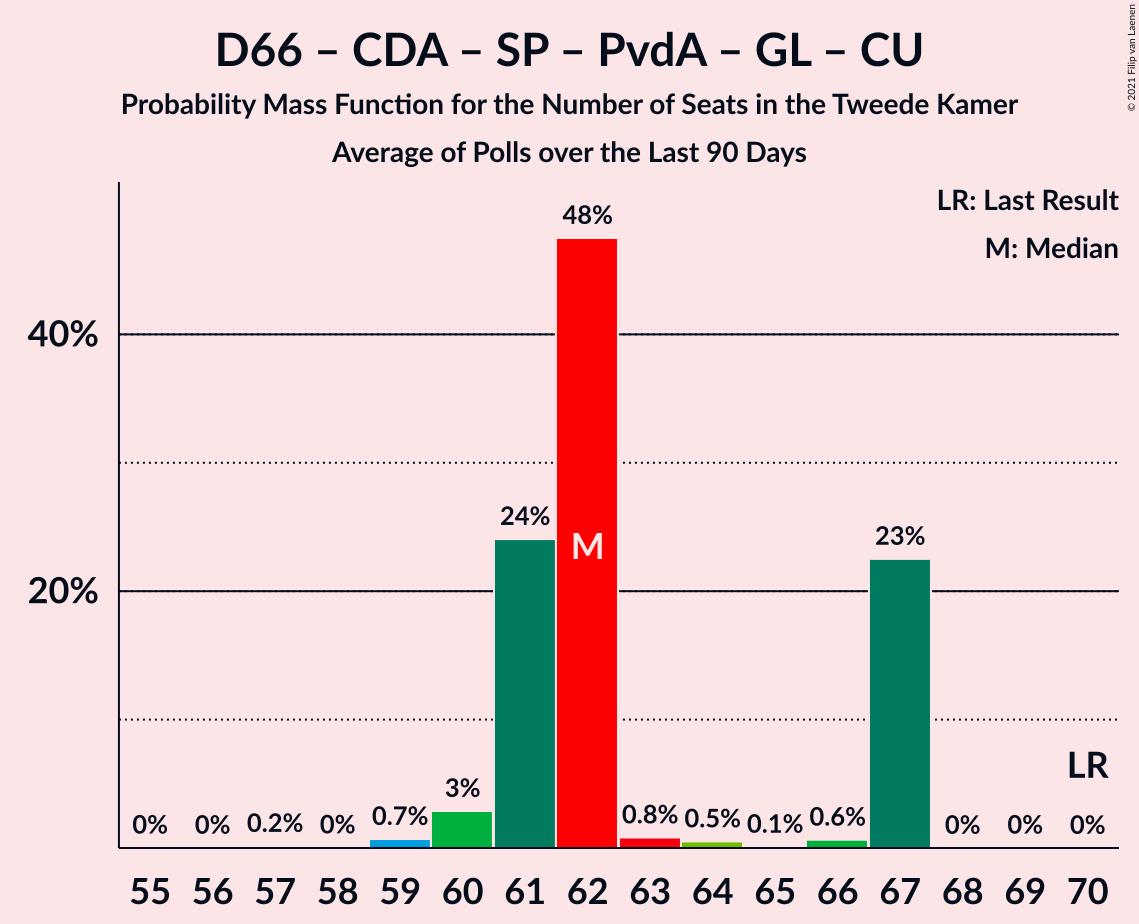 D66 – CDA – SP – PvdA – GL – CU
Probability Mass Function for the Number of Seats in the Tweede Kamer
Average of Polls over the Last 90 Days
© 2021 Filip van Laenen
LR: Last Result
M: Median
40%
20%
0%
0%
0.2%
0%
0.7%
3%
24%
48%
M
0.8%
0.5%
0.1%
0.6%
23%
0%
0%
LR
0%
55 56 57 58 59 60 61 62 63 64 65 66 67 68 69 70